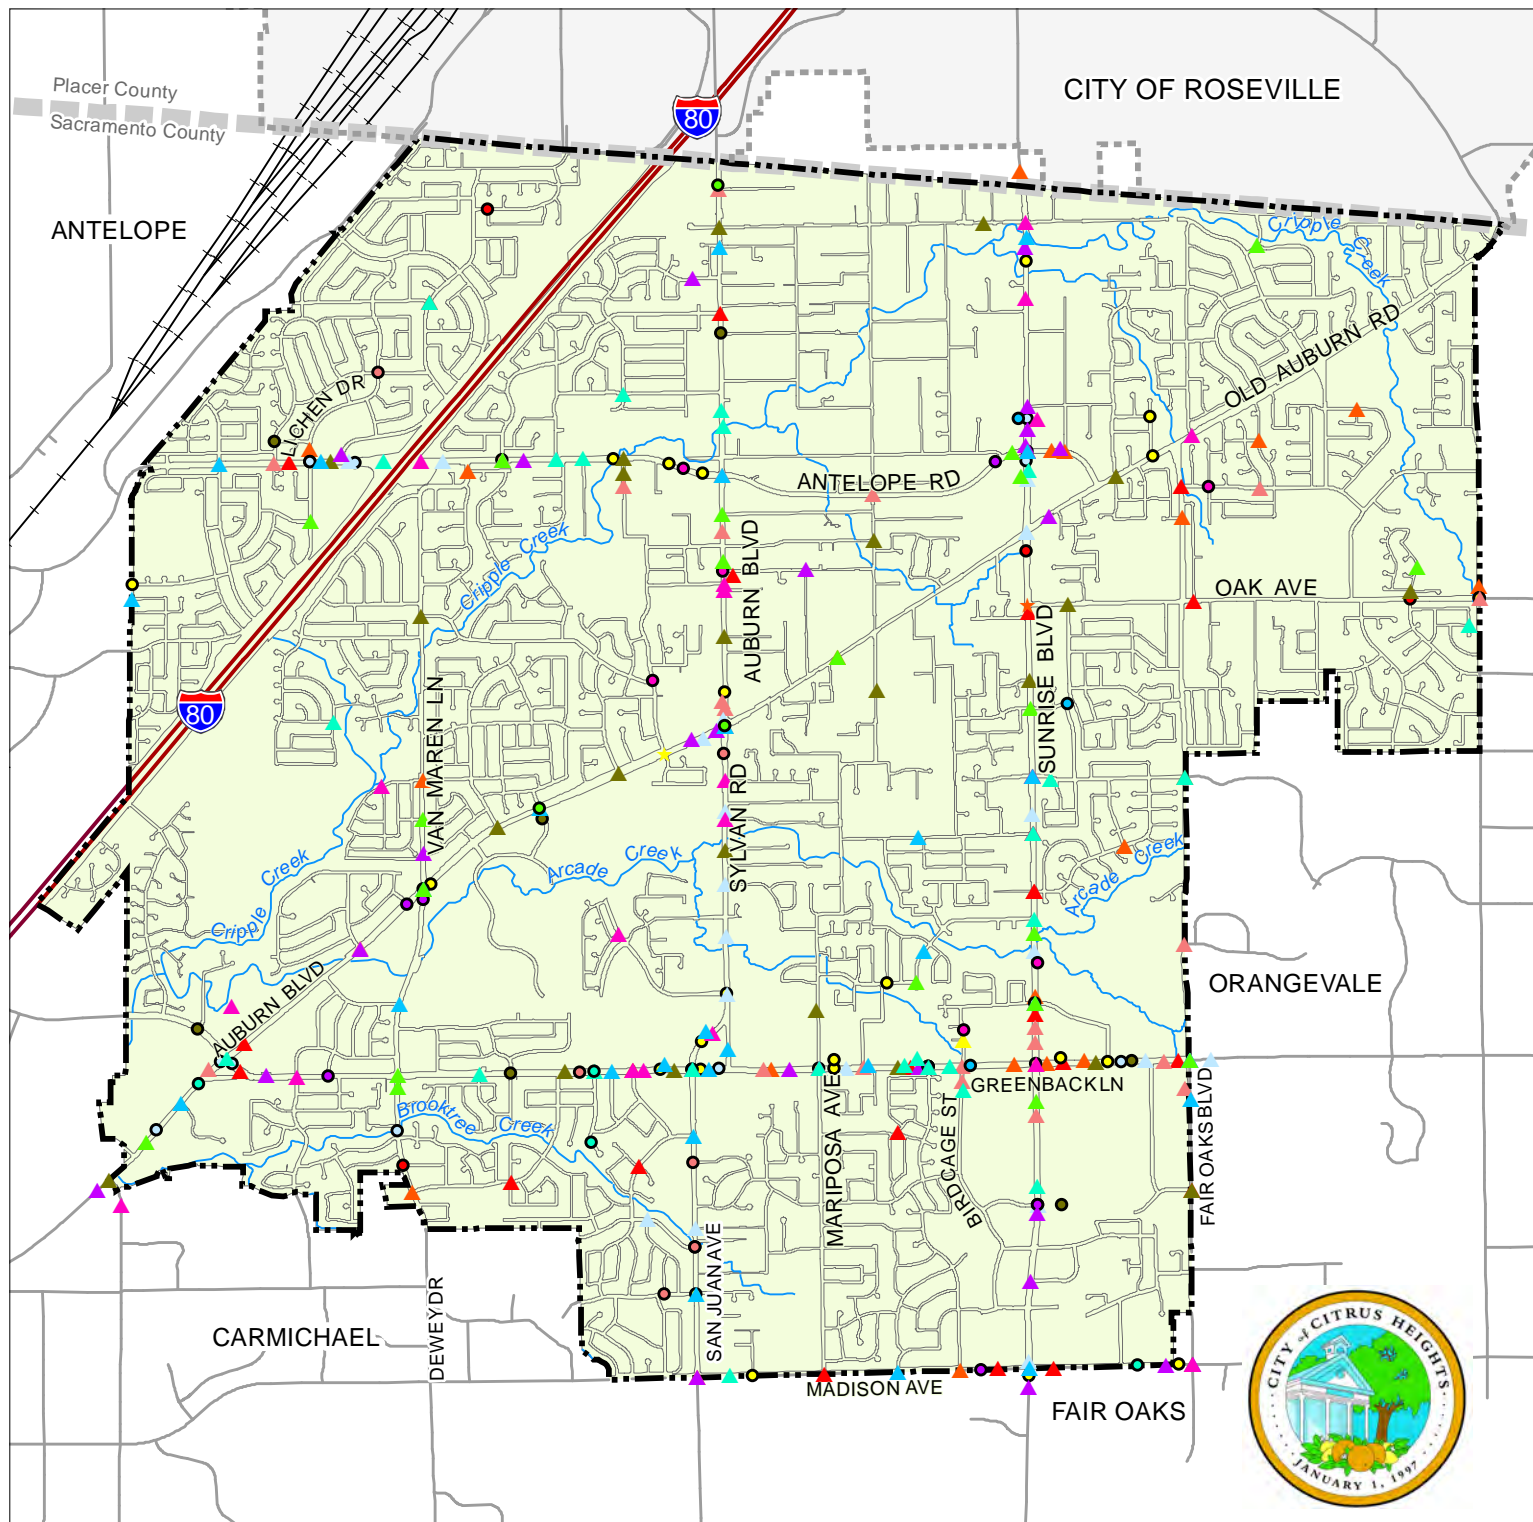 Placer County
Sacramento County
80
CITY OF ROSEVILLE
ANTELOPE
Cripple
Creek
OLD AUBURN RD
LICHEN DR
ANTELOPE RD
Cripple Creek
AUBURN BLVD
OAK AVE
SUNRISE BLVD
VAN MAREN LN
80
SYLVAN RD
Arcade Creek
Arcade Creek
Cripple Creek
AUBURN BLVD
ORANGEVALE
GREENBACK LN
Brooktree Creek
MARIPOSA AVE
BIRDCAGE ST
FAIR OAKS BLVD
SAN JUAN AVE
DEWEY DR
CARMICHAEL
MADISON AVE
FAIR OAKS
CITY of CITRUS HEIGHTS
JANUARY 1, 1997